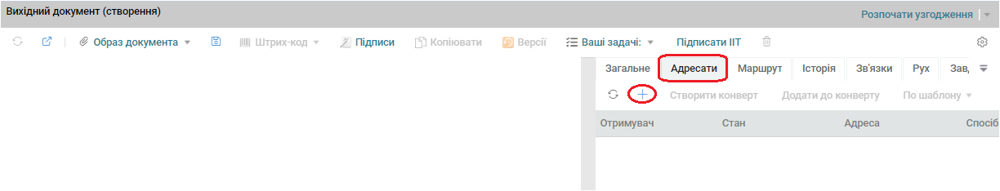 Вихідний документ (створення)
Розпочати узгодження
Образ документа Штрих-код Підписи Копіювати Версії Ваші задачі: Підписати ІІТ
Загальне Адресати Маршрут Історія Зв'язки Рух Завд
Створити конверт Додати до конверту По шаблону
Отримувач Стан Адреса Спосіб